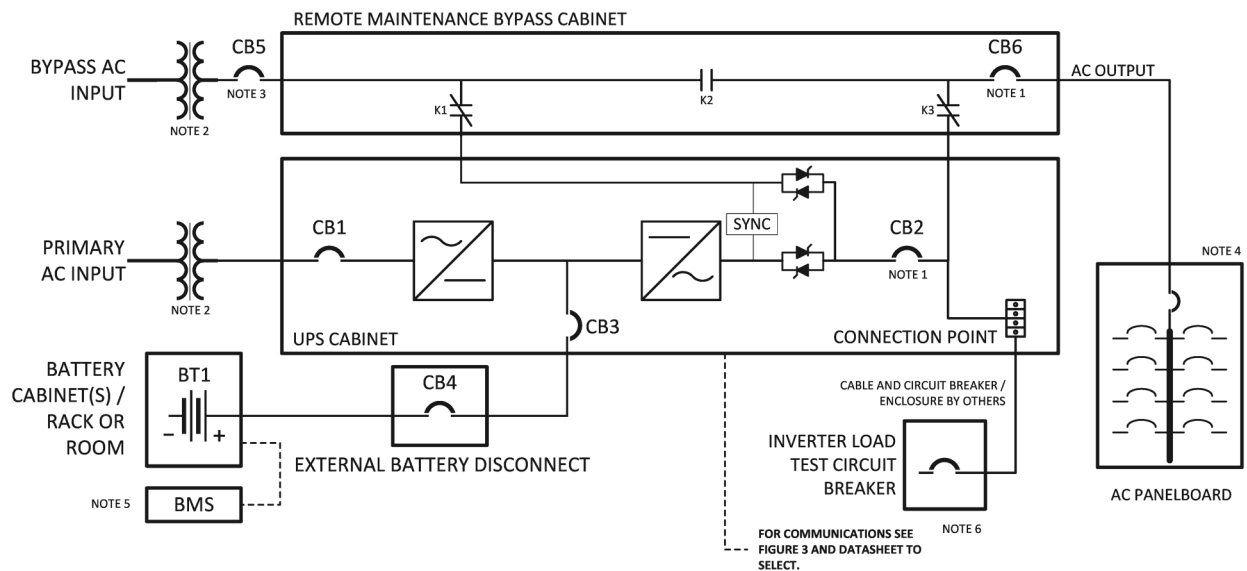 REMOTE MAINTENANCE BYPASS CABINET
BYPASS AC
INPUT
NOTE 2
CB5
NOTE 3
K1
K2
K3
CB6
NOTE 1
AC OUTPUT
PRIMARY
AC INPUT
NOTE 2
CB1
SYNC
CB2
NOTE 1
CB3
UPS CABINET
CONNECTION POINT
NOTE 4
AC PANELBOARD
BATTERY
CABINET(S) /
RACK OR
ROOM
BT1
− +
CB4
EXTERNAL BATTERY DISCONNECT
NOTE 5
BMS
CABLE AND CIRCUIT BREAKER /
ENCLOSURE BY OTHERS
INVERTER LOAD
TEST CIRCUIT
BREAKER
NOTE 6
FOR COMMUNICATIONS SEE
FIGURE 3 AND DATASHEET TO
SELECT.